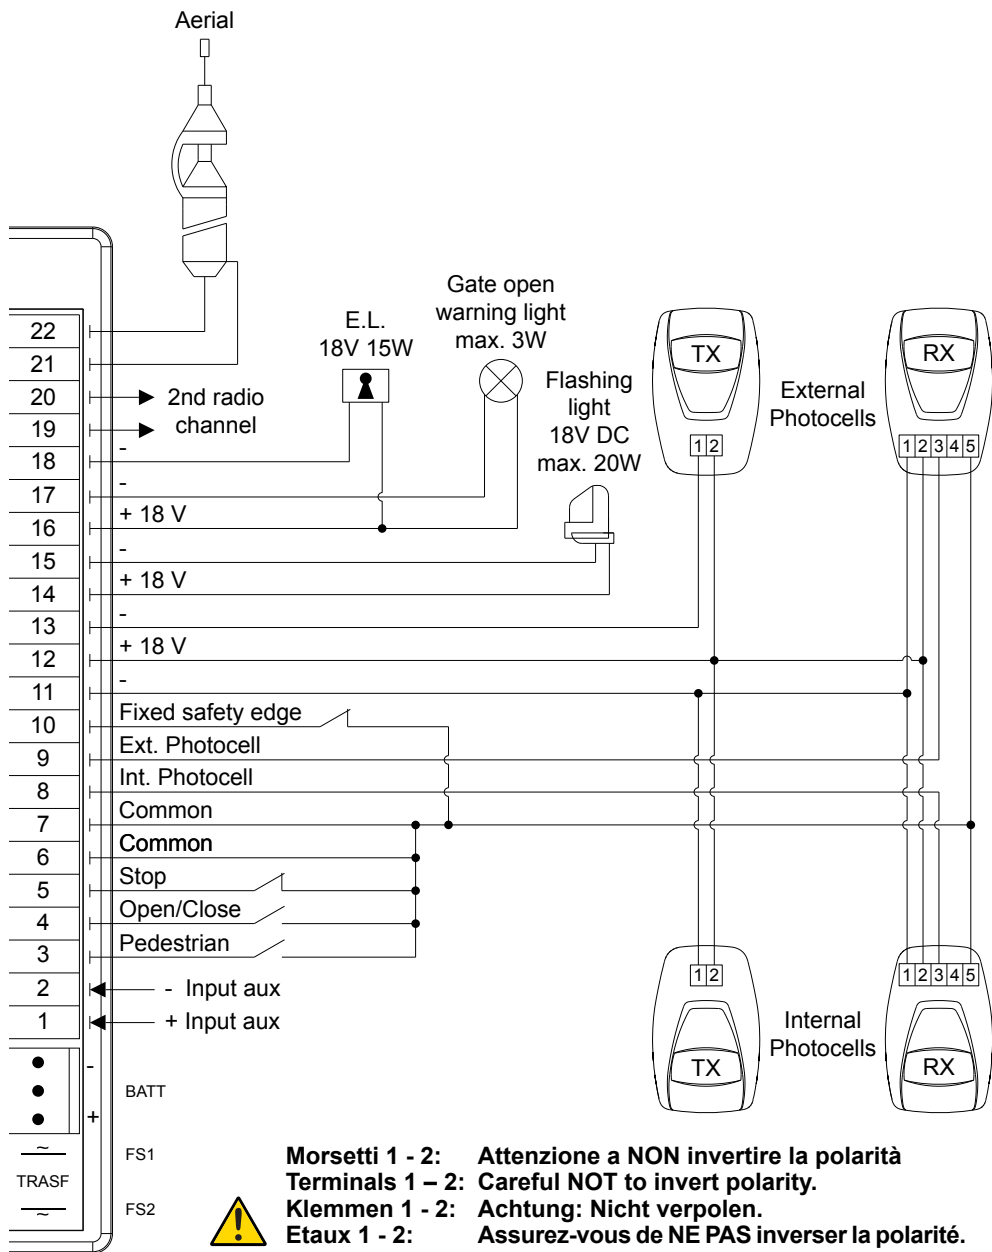 Aerial
E.L.
18V 15W
Gate open
warning light
max. 3W
Flashing
light
18V DC
max. 20W
TX
RX
External
Photocells
1 2
1 2 3 4 5
22
21
20
19
2nd radio
channel
18 -
17 -
16 + 18 V
15 -
14 + 18 V
13 -
12 + 18 V
11 -
10 Fixed safety edge
9 Ext. Photocell
8 Int. Photocell
7 Common
6 Common
5 Stop
4 Open/Close
3 Pedestrian
2 - Input aux
1 + Input aux
1 2
1 2 3 4 5
Internal
Photocells
TX
RX
-
BATT
+
~
FS1
TRASF
~
FS2
!
Morsetti 1 - 2: Attenzione a NON invertire la polarità
Terminals 1 – 2: Careful NOT to invert polarity.
Klemmen 1 - 2: Achtung: Nicht verpolen.
Etaux 1 - 2: Assurez-vous de NE PAS inverser la polarité.